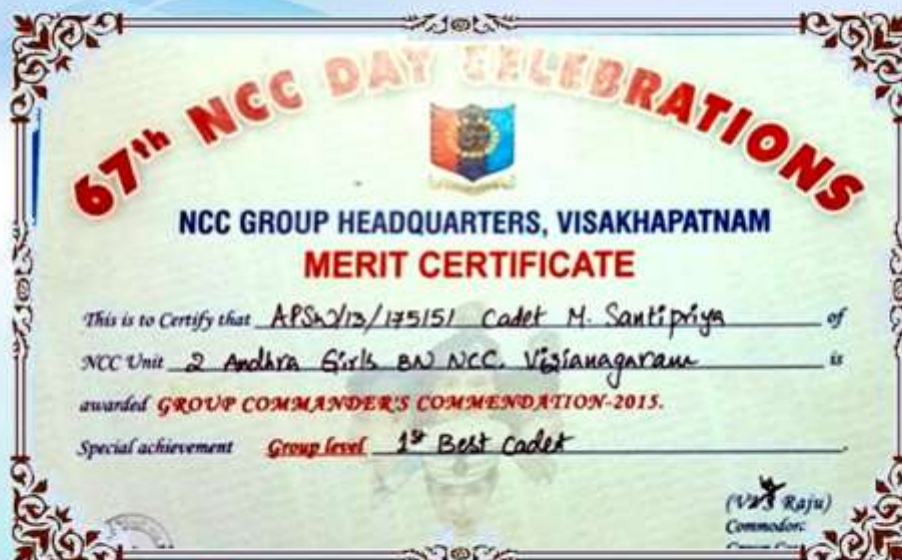 67th NCC DAY CELEBRATIONS
NCC GROUP HEADQUARTERS, VISAKHAPATNAM
MERIT CERTIFICATE
This is to Certify that APSW/13/175151 Cadet M. Santipriya of
NCC Unit 2 Andhra Girls BN NCC. Vizianagaram is
awarded GROUP COMMANDER'S COMMENDATION-2015.
Special achievement Group level 1st Best Cadet.
(VVS Raju)
Commodore